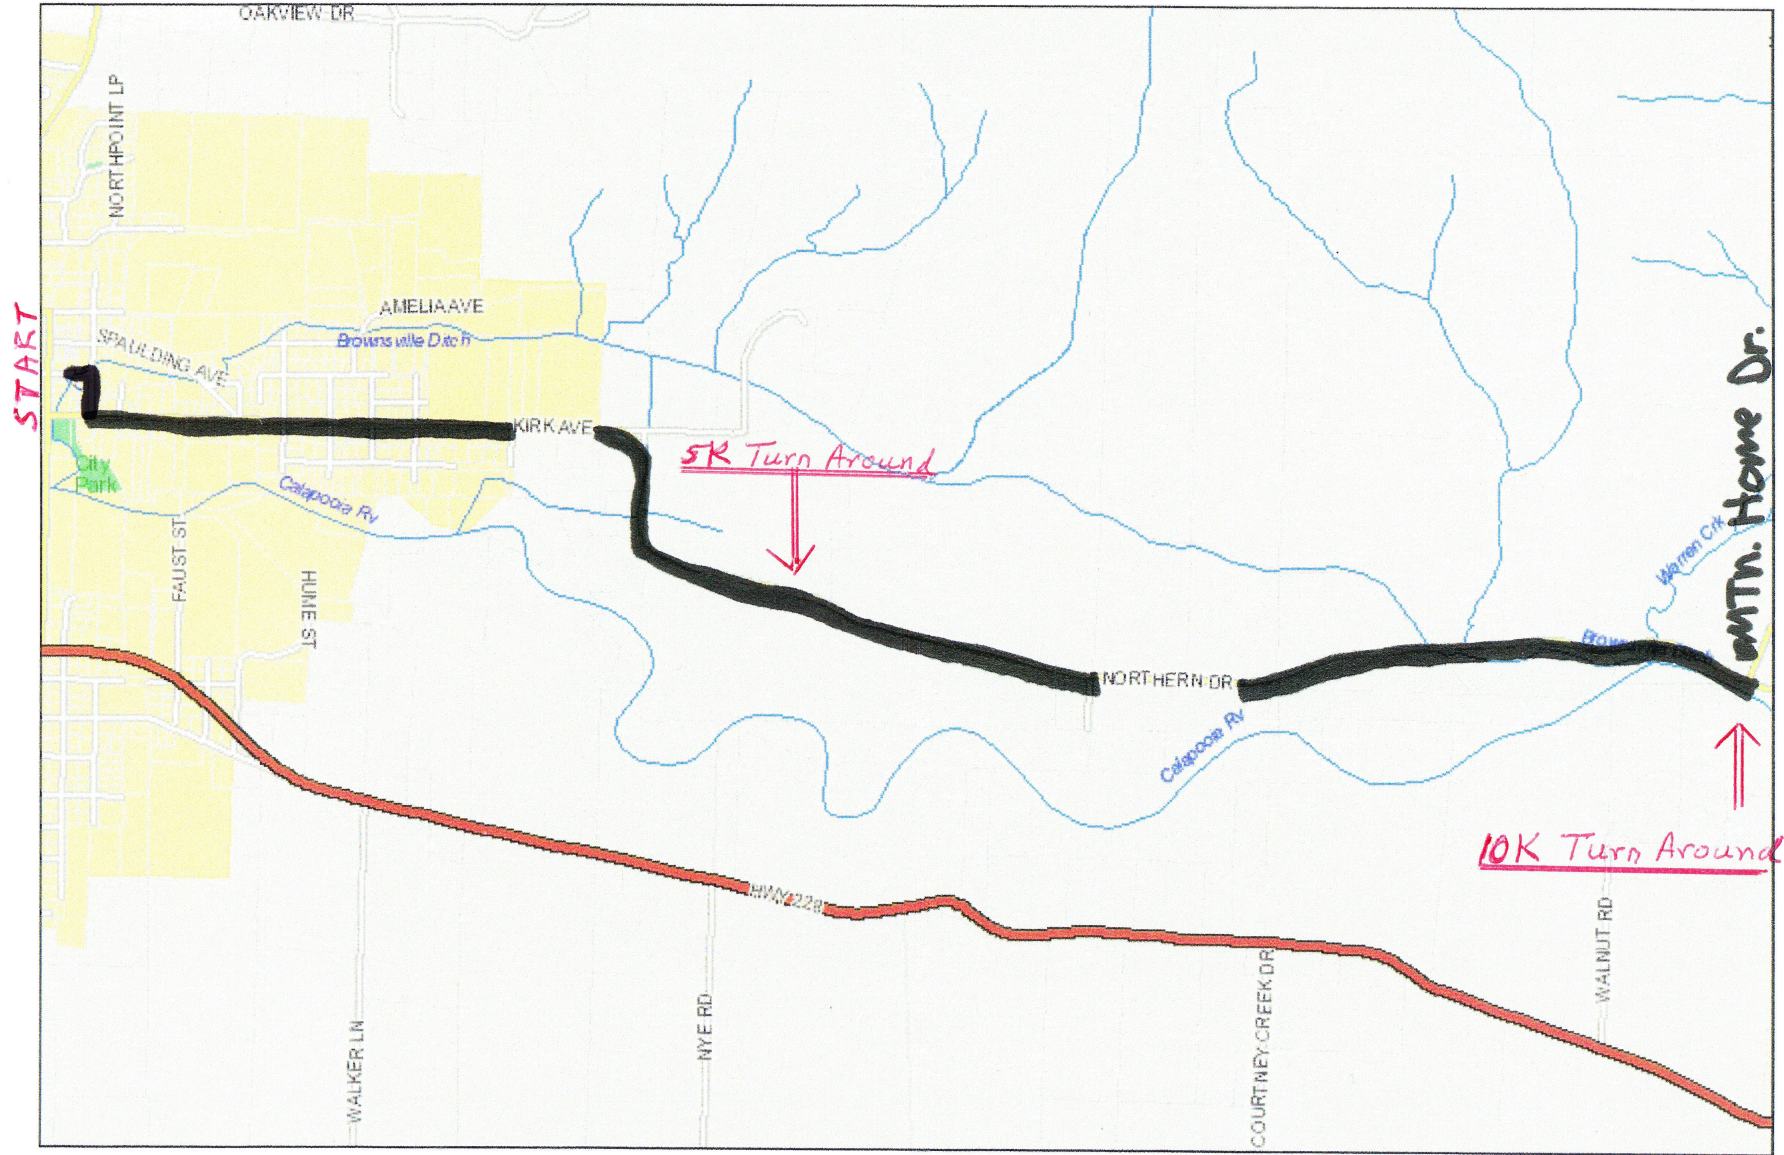 OAKVIEW DR
NORTHPOINT LP
START
SPAULDING AVE
AMELIA AVE
Brownsville Ditch
KIRK AVE
City
Park
Calapooia Rv
5K Turn Around
FAUST ST
HUME ST
NORTHERN DR
Calapooia Rv
Warren Crk
MTn. Home Dr.
10K Turn Around
HWY 228
WALKER LN
NYE RD
COURTNEY CREEK DR
WALNUT RD